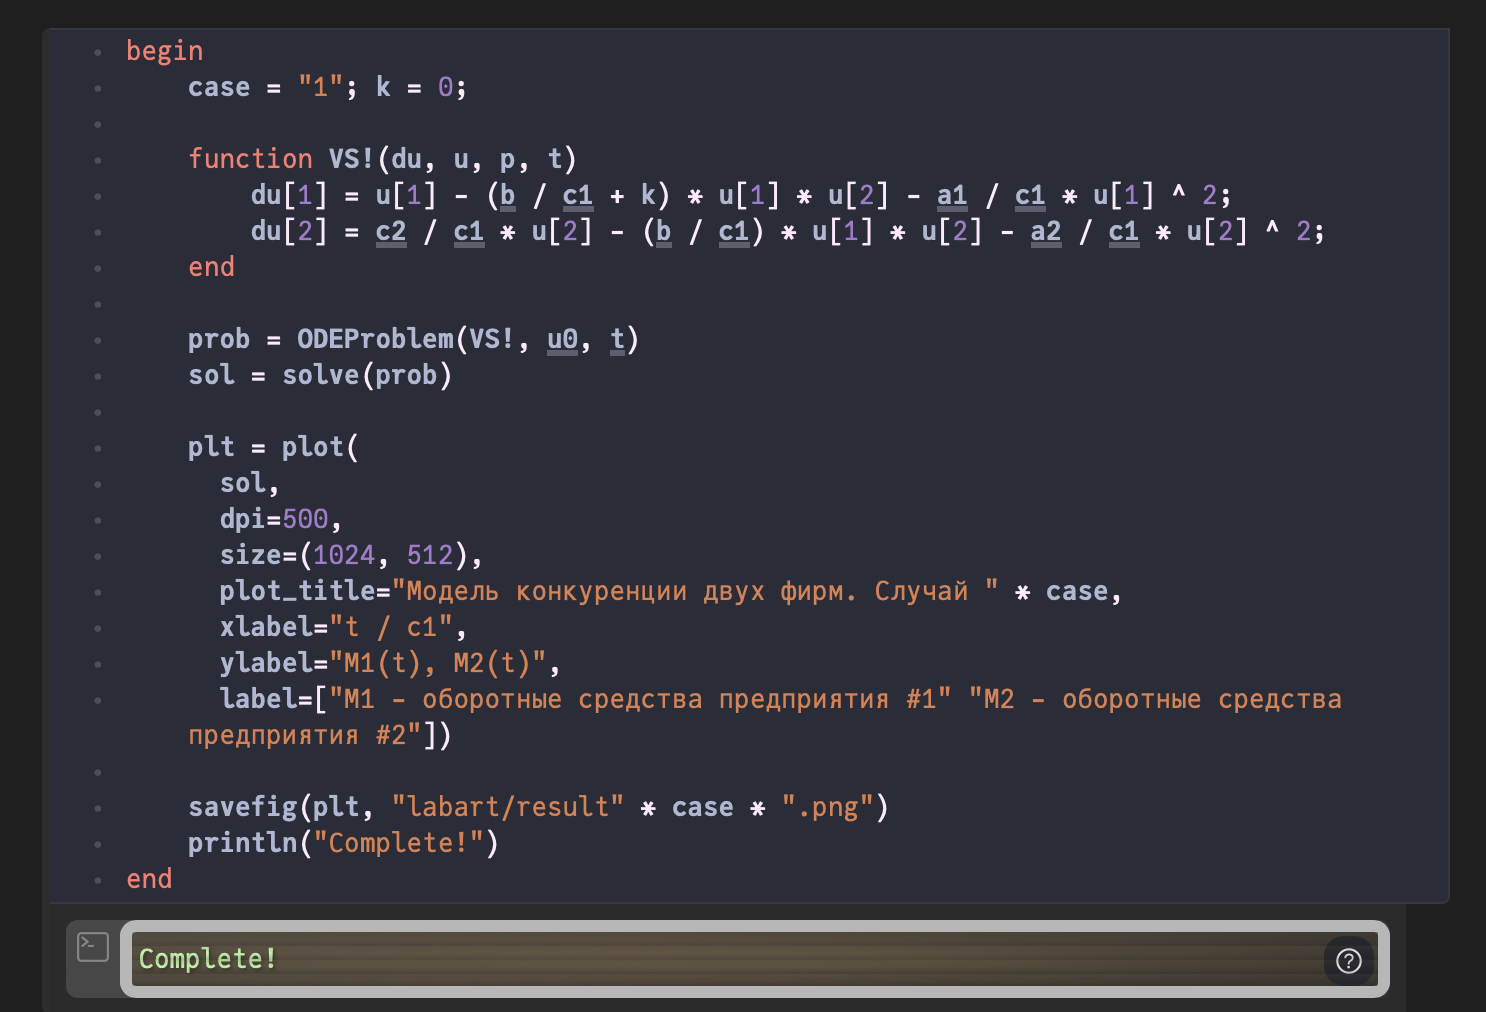 begin
case = "1"; k = 0;
function VS!(du, u, p, t)
du[1] = u[1] - (b / c1 + k) * u[1] * u[2] - a1 / c1 * u[1] ^ 2;
du[2] = c2 / c1 * u[2] - (b / c1) * u[1] * u[2] - a2 / c1 * u[2] ^ 2;
end
prob = ODEProblem(VS!, u0, t)
sol = solve(prob)
plt = plot(
sol,
dpi=500,
size=(1024, 512),
plot_title="Модель конкуренции двух фирм. Случай " * case,
xlabel="t / c1",
ylabel="M1(t), M2(t)",
label=["M1 - оборотные средства предприятия #1" "M2 - оборотные средства
предприятия #2"])
savefig(plt, "labart/result" * case * ".png")
println("Complete!")
end
Complete!